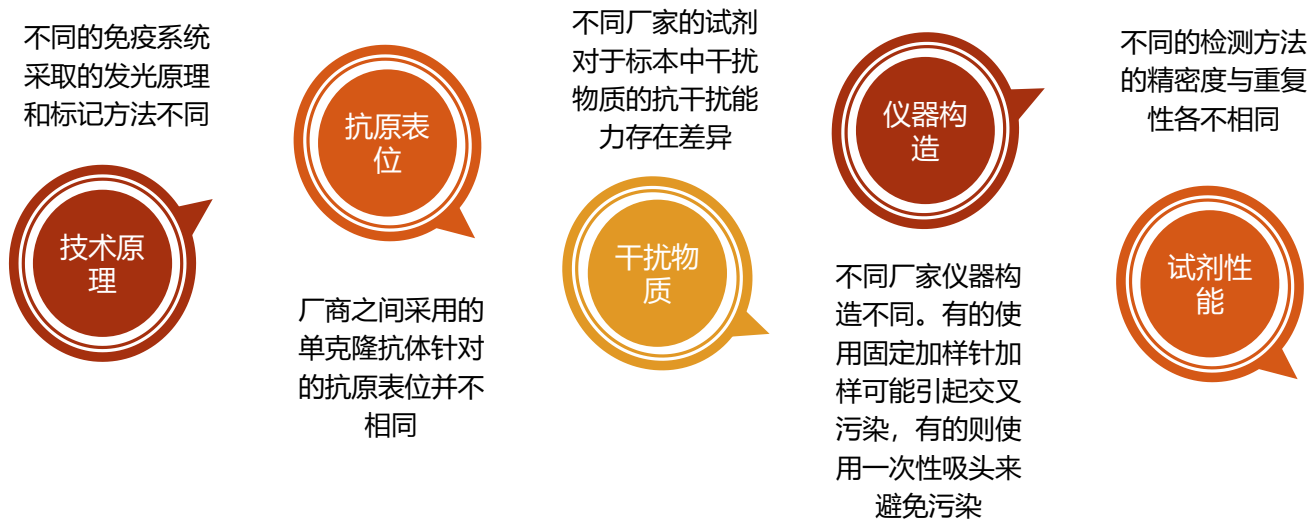 不同的免疫系统
采取的发光原理
和标记方法不同
技术原
理
抗原表
位
厂商之间采用的
单克隆抗体针对
的抗原表位并不
相同
不同厂家的试剂
对于标本中干扰
物质的抗干扰能
力存在差异
干扰物
质
仪器构
造
不同厂家仪器构
造不同。有的使
用固定加样针加
样可能引起交叉
污染，有的则使
用一次性吸头来
避免污染
不同的检测方法
的精密度与重复
性各不相同
试剂性
能